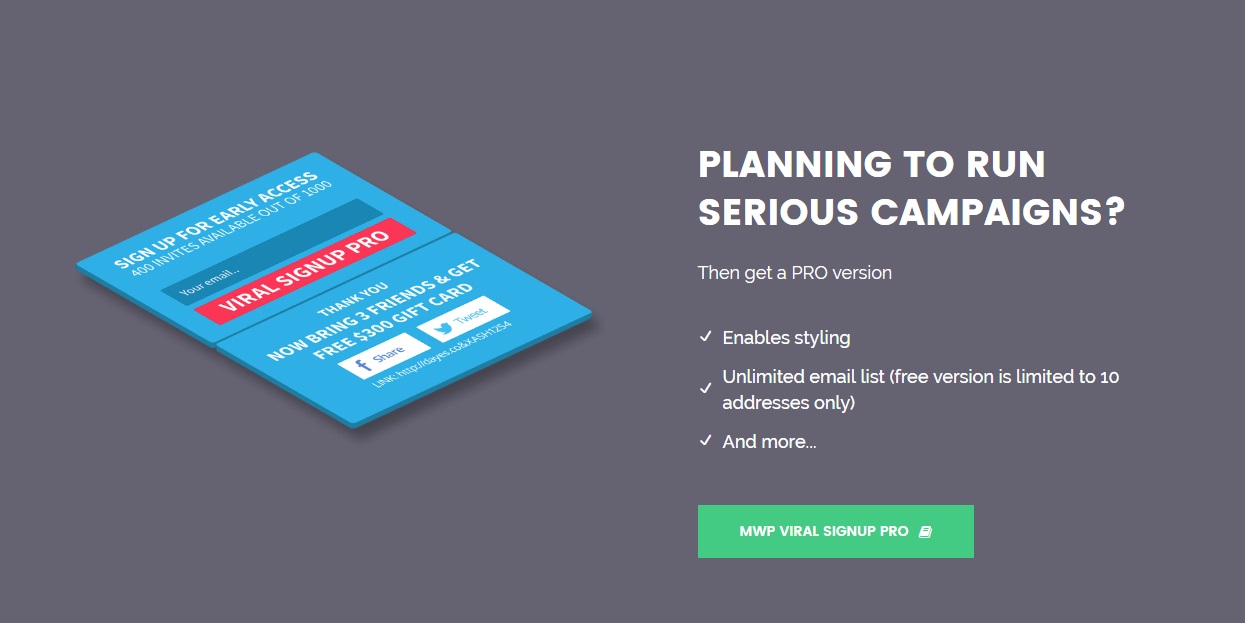 SIGN UP FOR EARLY ACCESS
400 INVITES AVAILABLE OUT OF 1000
Your email...
VIRAL SIGNUP PRO
THANK YOU
NOW BRING 3 FRIENDS & GET
FREE $300 GIFT CARD
Share
Tweet
LINK: http://dayes.co&XASH1254
PLANNING TO RUN
SERIOUS CAMPAIGNS?
Then get a PRO version
Enables styling
Unlimited email list (free version is limited to 10
addresses only)
And more...
MWP VIRAL SIGNUP PRO